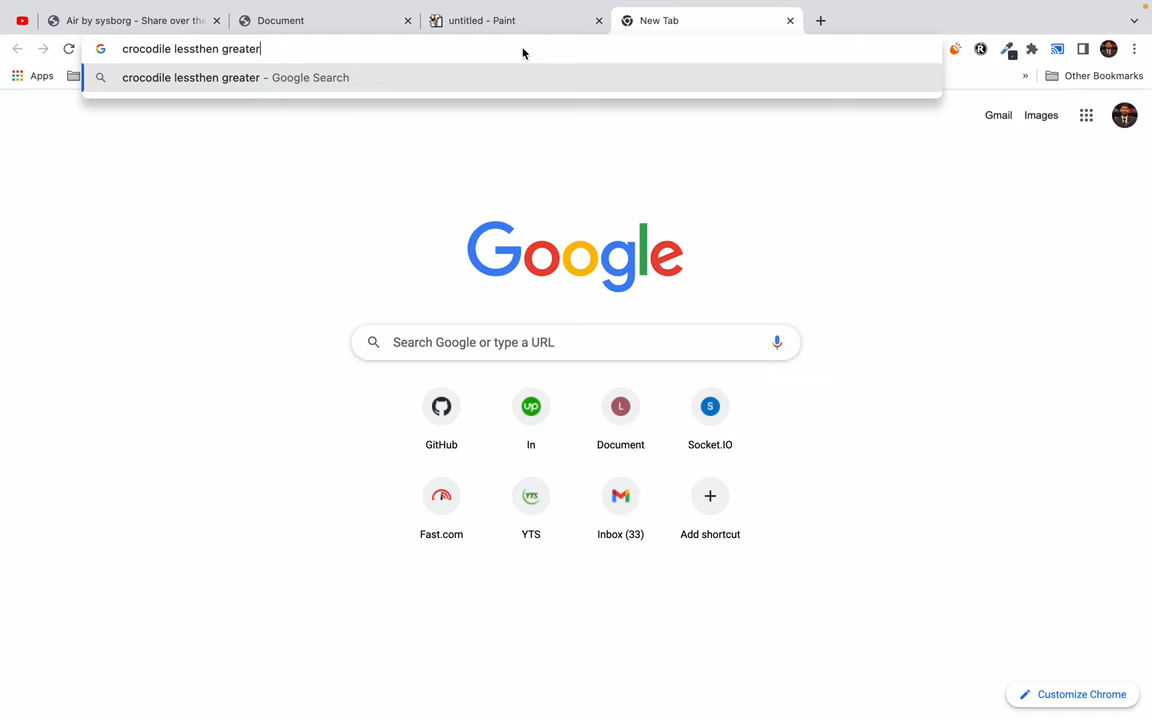 Air by sysborg - Share over the
Document
untitled - Paint
New Tab
crocodile lessthen greater
Apps
»
Other Bookmarks
crocodile lessthen greater - Google Search
Gmail
Images
Google
Search Google or type a URL
GitHub
In
Document
Socket.IO
Fast.com
YTS
Inbox (33)
Add shortcut
Customize Chrome